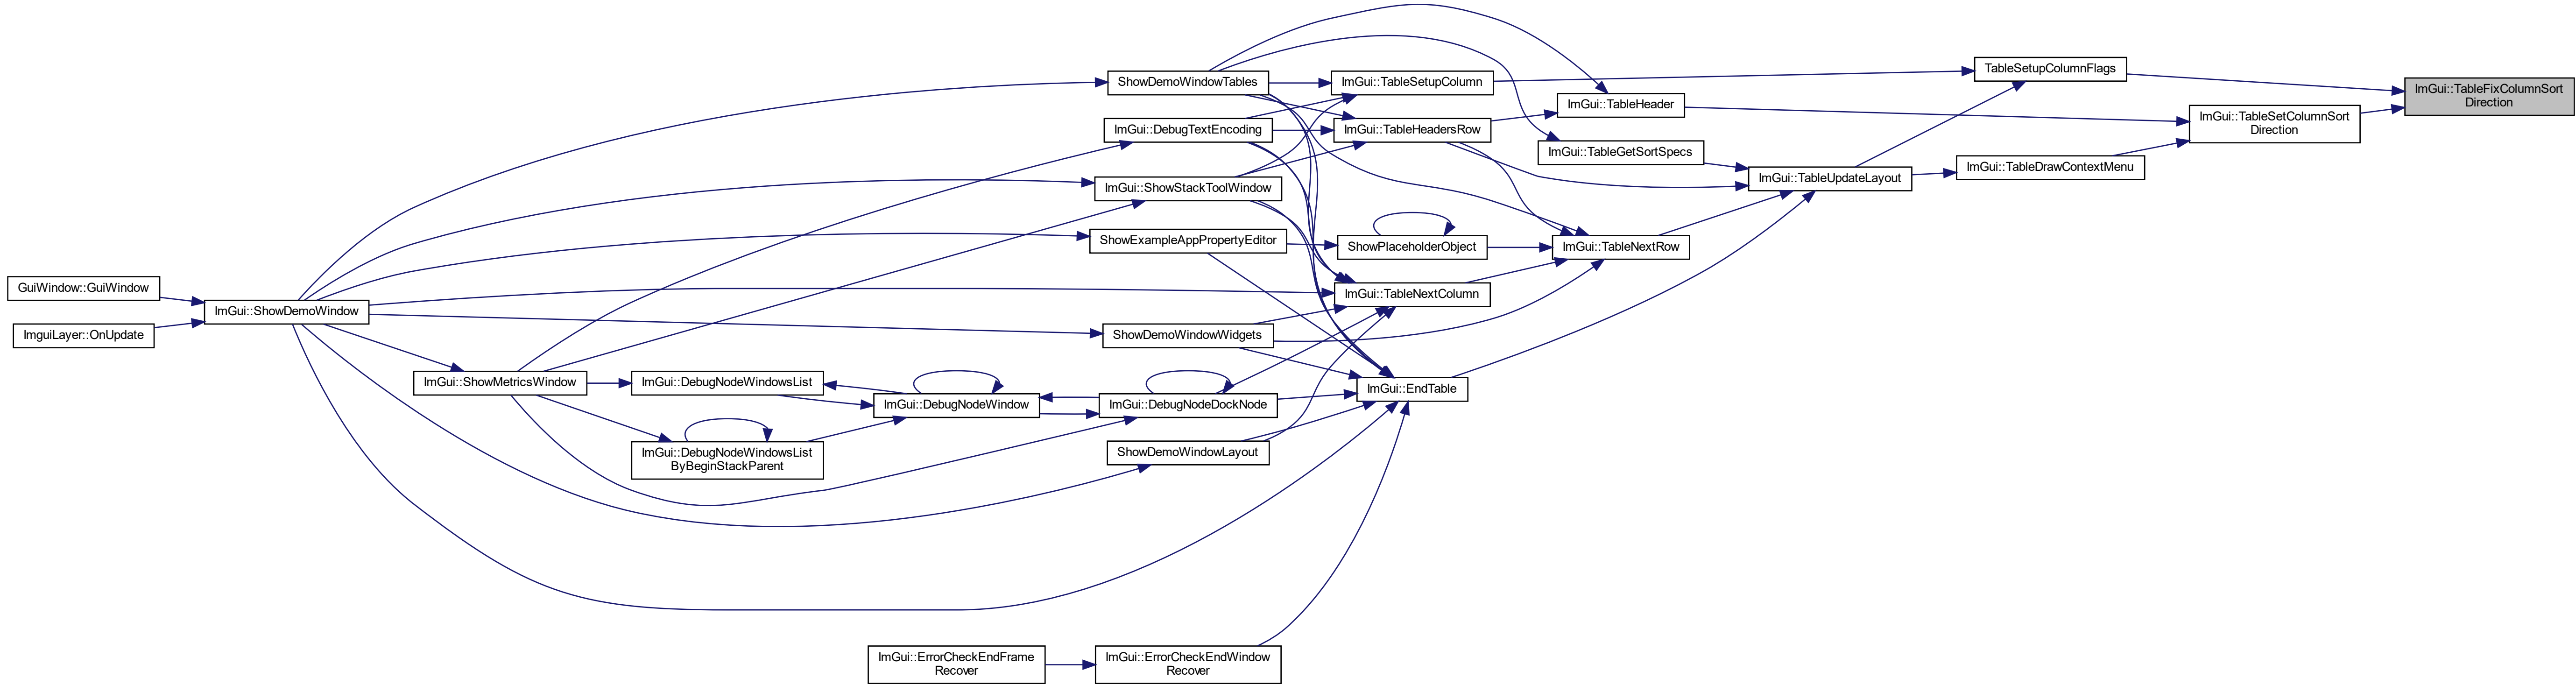 ImGui::TableFixColumnSort
Direction
TableSetupColumnFlags
ImGui::TableSetColumnSort
Direction
ImGui::TableSetupColumn
ImGui::TableHeader
ImGui::TableHeadersRow
ImGui::TableGetSortSpecs
ImGui::TableUpdateLayout
ImGui::TableDrawContextMenu
ShowDemoWindowTables
ImGui::DebugTextEncoding
ImGui::ShowStackToolWindow
ShowExampleAppPropertyEditor
ShowPlaceholderObject
ImGui::TableNextRow
ImGui::TableNextColumn
GuiWindow::GuiWindow
ImGui::ShowDemoWindow
ImguiLayer::OnUpdate
ShowDemoWindowWidgets
ImGui::ShowMetricsWindow
ImGui::DebugNodeWindowsList
ImGui::DebugNodeWindow
ImGui::DebugNodeDockNode
ImGui::EndTable
ImGui::DebugNodeWindowsList
ByBeginStackParent
ShowDemoWindowLayout
ImGui::ErrorCheckEndFrame
Recover
ImGui::ErrorCheckEndWindow
Recover